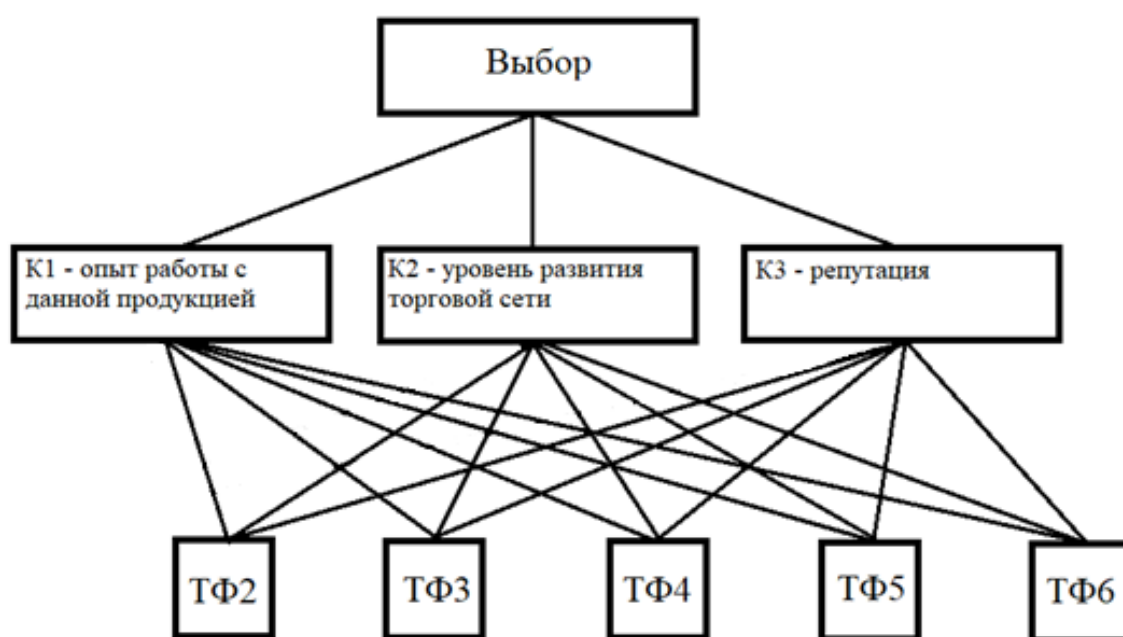 Выбор
К1 - опыт работы с
данной продукцией
К2 - уровень развития
торговой сети
К3 - репутация
ТФ2
ТФ3
ТФ4
ТФ5
ТФ6